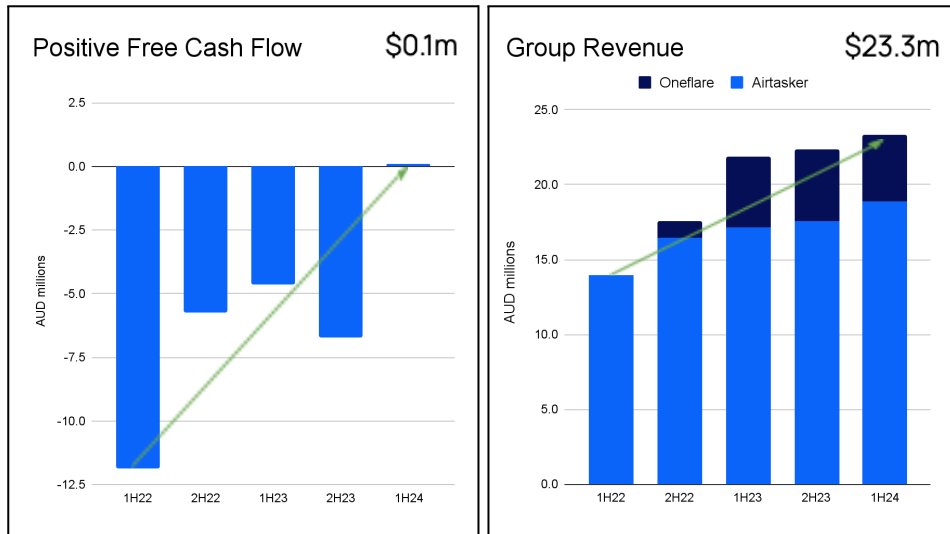 Positive Free Cash Flow $0.1m
2.5
0.0
-2.5
-5.0
-7.5
-10.0
-12.5
AUD millions
1H22 2H22 1H23 2H23 1H24
Group Revenue $23.3m
Oneflare Airtasker
25.0
20.0
15.0
10.0
5.0
0.0
AUD millions
1H22 2H22 1H23 2H23 1H24